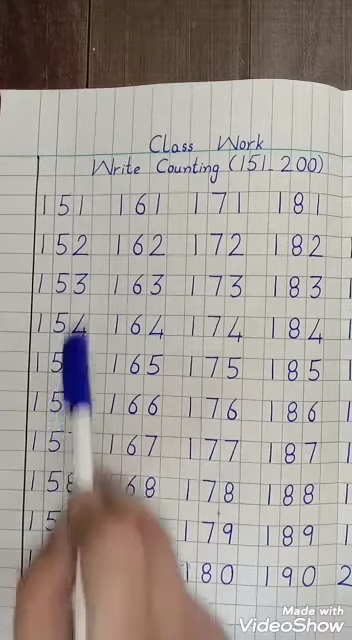 Class Work
Write Counting (151-200)
151 161 171 181
152 162 172 182
153 163 173 183
154 164 174 184
165 175 185
166 176 186
167 177 187
158 168 178 188
179 189
180 190
Made with
VideoShow